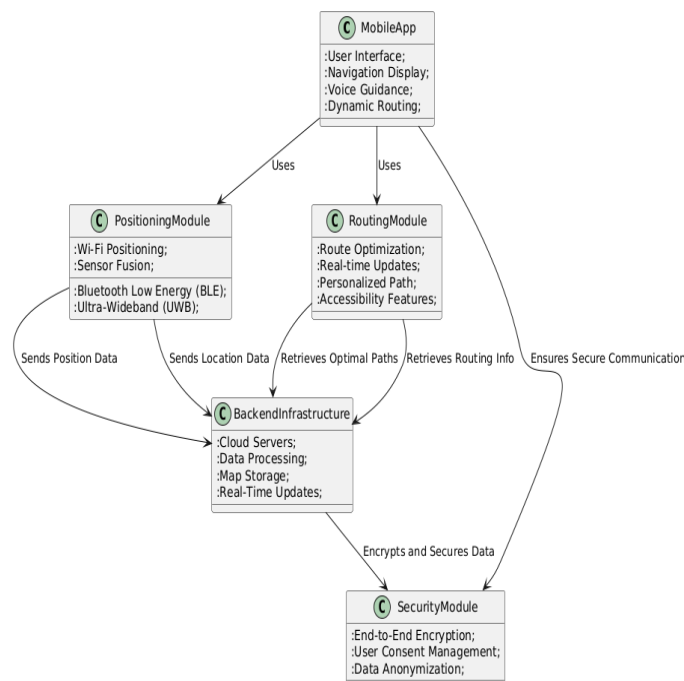 C MobileApp
:User Interface;
:Navigation Display;
:Voice Guidance;
:Dynamic Routing;
Uses
Uses
C PositioningModule
:Wi-Fi Positioning;
:Sensor Fusion;
:Bluetooth Low Energy (BLE);
:Ultra-Wideband (UWB);
C RoutingModule
:Route Optimization;
:Real-time Updates;
:Personalized Path;
:Accessibility Features;
Sends Position Data
Sends Location Data
Retrieves Optimal Paths
Retrieves Routing Info
Ensures Secure Communication
C BackendInfrastructure
:Cloud Servers;
:Data Processing;
:Map Storage;
:Real-Time Updates;
Encrypts and Secures Data
C SecurityModule
:End-to-End Encryption;
:User Consent Management;
:Data Anonymization;